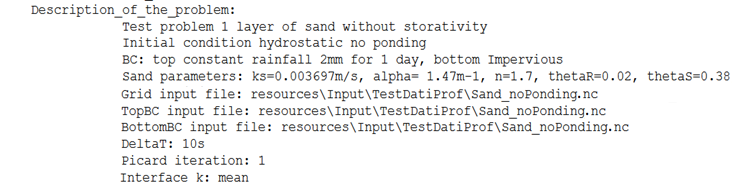 Description_of_the_problem:
Test problem 1 layer of sand without storativity
Initial condition hydrostatic no ponding
BC: top constant rainfall 2mm for 1 day, bottom Impervious
Sand parameters: ks=0.003697m/s, alpha= 1.47m-1, n=1.7, thetaR=0.02, thetaS=0.38
Grid input file: resources\Input\TestDatiProf\Sand_noPonding.nc
TopBC input file: resources\Input\TestDatiProf\Sand_noPonding.nc
BottomBC input file: resources\Input\TestDatiProf\Sand_noPonding.nc
DeltaT: 10s
Picard iteration: 1
Interface k: mean